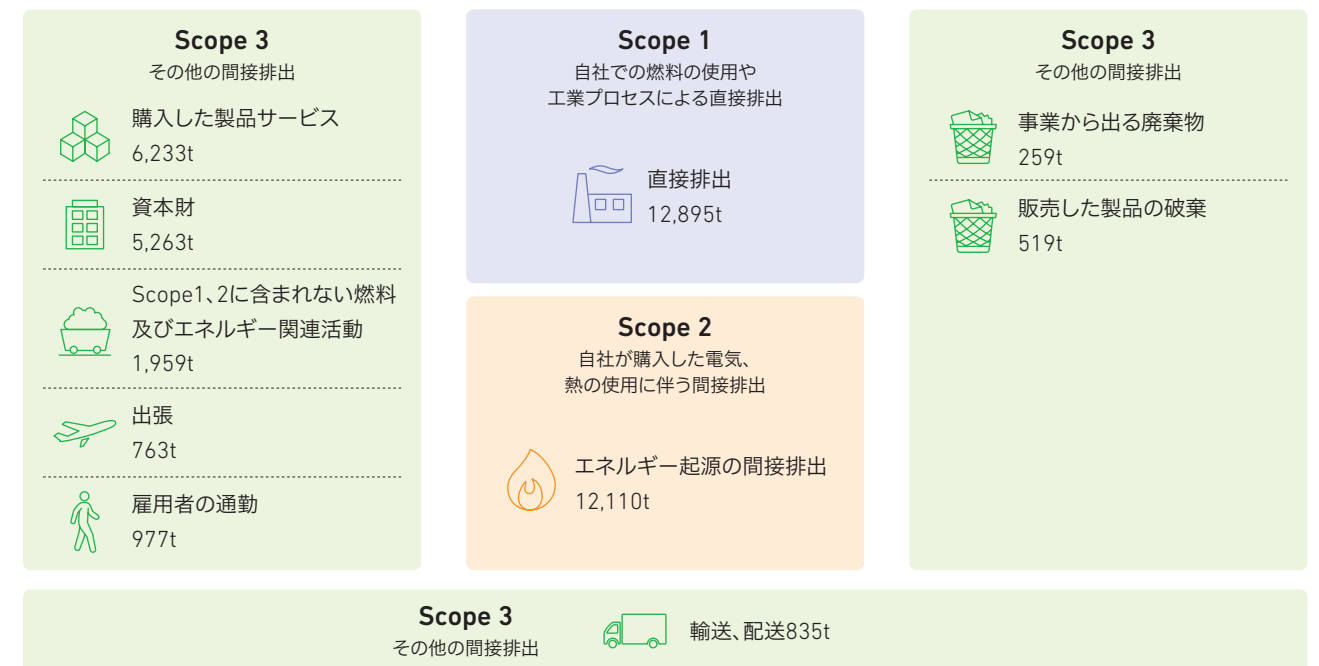 Scope 3
その他の間接排出
購入した製品サービス
6,233t
資本財
5,263t
Scope1、2に含まれない燃料
及びエネルギー関連活動
1,959t
出張
763t
雇用者の通勤
977t
Scope 1
自社での燃料の使用や
工業プロセスによる直接排出
直接排出
12,895t
Scope 2
自社が購入した電気、
熱の使用に伴う間接排出
エネルギー起源の間接排出
12,110t
Scope 3
その他の間接排出
事業から出る廃棄物
259t
販売した製品の破棄
519t
Scope 3
その他の間接排出
輸送、配送835t